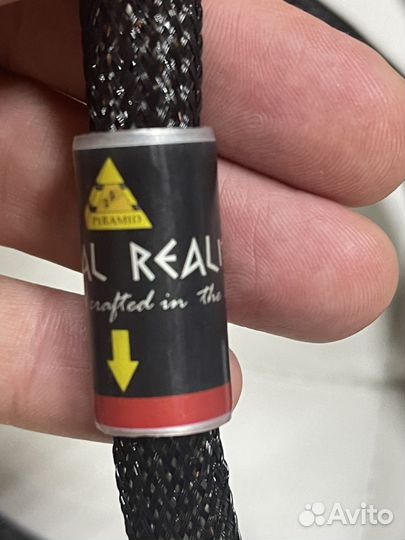 PYRAMID
AL REALI
crafted in the
Avito